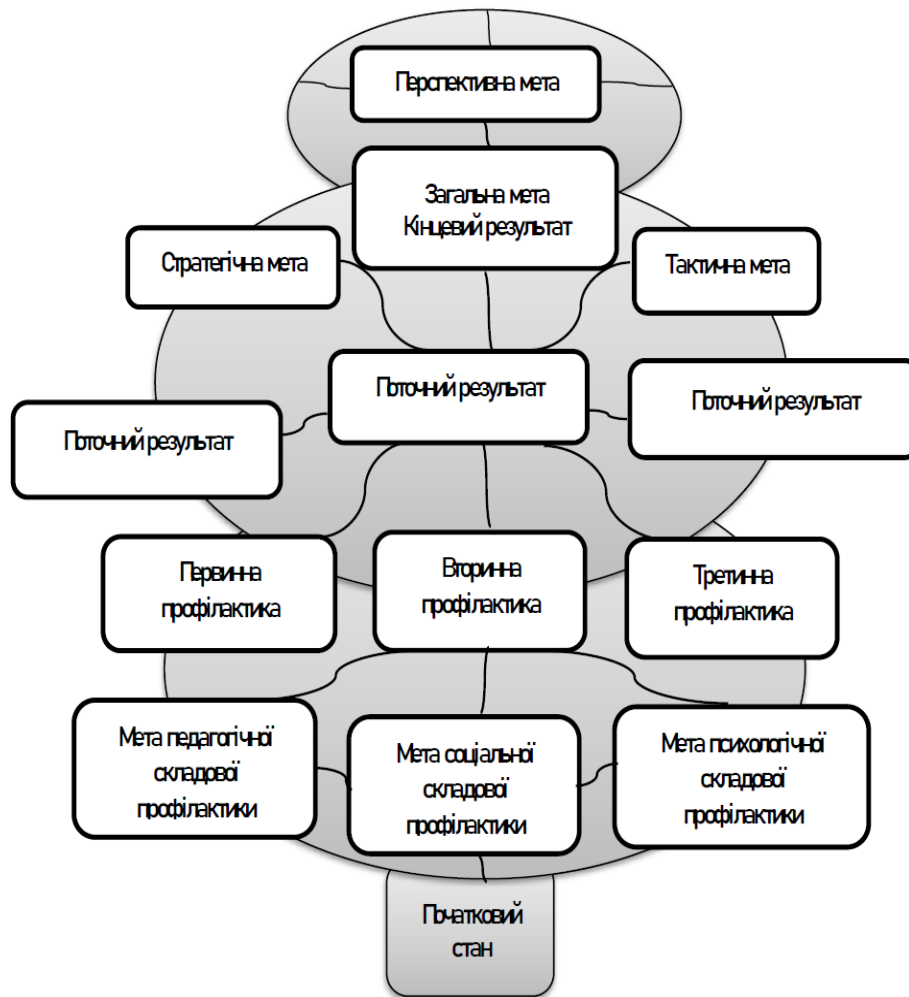 Перспективна мета
Загальна мета
Кінцевий результат
Стратегічна мета
Тактична мета
Поточний результат
Поточний результат
Поточний результат
Первинна
профілактика
Вторинна
профілактика
Третинна
профілактика
Мета педагогічної
складової
профілактики
Мета соціальної
складової
профілактики
Мета психологічної
складової
профілактики
Початковий
стан